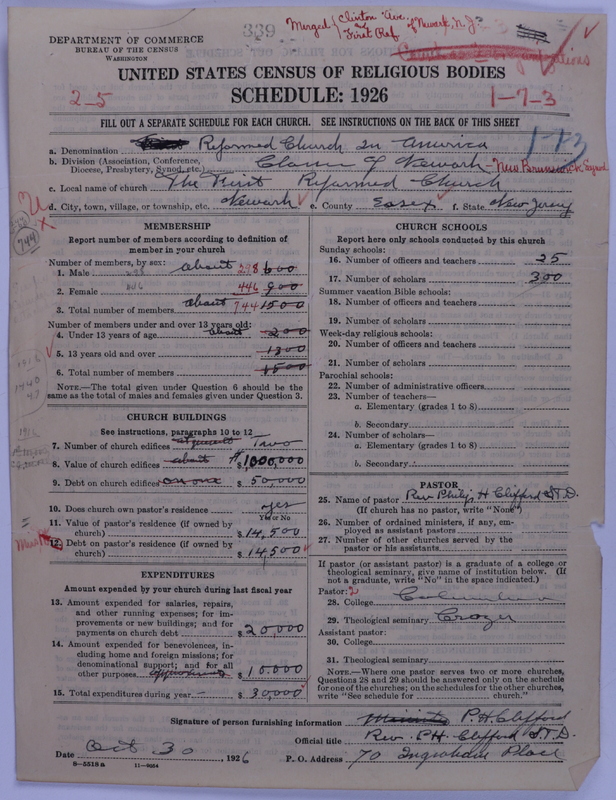 339
Merged / Clinton Ave. of Newark, N.J.
First Ref.
DEPARTMENT OF COMMERCE
BUREAU OF THE CENSUS
WASHINGTON
UNITED STATES CENSUS OF RELIGIOUS BODIES
2-5 SCHEDULE: 1926 1-7-3
FILL OUT A SEPARATE SCHEDULE FOR EACH CHURCH. SEE INSTRUCTIONS ON THE BACK OF THIS SHEET
a. Denomination Reformed Church in America
b. Division (Association, Conference, Diocese, Presbytery, Synod, etc.) Classis of Newark - New Brunswick Synod
c. Local name of church The First Reformed Church
d. City, town, village, or township, etc. Newark e. County Essex f. State New Jersey
744
MEMBERSHIP
Report number of members according to definition of
member in your church
Number of members, by sex:
1. Male 298 about 298 600
2. Female 446 900
3. Total number of members about 744 1500
Number of members under and over 13 years old:
4. Under 13 years of age about 200
5. 13 years old and over 1300
6. Total number of members 1500
NOTE.—The total given under Question 6 should be the
same as the total of males and females given under Question 3.
CHURCH BUILDINGS
See instructions, paragraphs 10 to 12
7. Number of church edifices Two
8. Value of church edifices about $1000,000
9. Debt on church edifices on one $50,000
10. Does church own pastor's residence yes
Yes or No
11. Value of pastor's residence (if owned by
church) $14,500
12. Debt on pastor's residence (if owned by
church) $14500
EXPENDITURES
Amount expended by your church during last fiscal year
13. Amount expended for salaries, repairs,
and other running expenses; for im-
provements or new buildings; and for
payments on church debt $20000
14. Amount expended for benevolences, in-
cluding home and foreign missions; for
denominational support; and for all
other purposes $10.000
15. Total expenditures during year $30,000
CHURCH SCHOOLS
Report here only schools conducted by this church
Sunday schools:
16. Number of officers and teachers 25
17. Number of scholars 300
Summer vacation Bible schools:
18. Number of officers and teachers
19. Number of scholars
Week-day religious schools:
20. Number of officers and teachers
21. Number of scholars
Parochial schools:
22. Number of administrative officers
23. Number of teachers—
a. Elementary (grades 1 to 8)
b. Secondary
24. Number of scholars—
a. Elementary (grades 1 to 8)
b. Secondary
PASTOR
25. Name of pastor Rev Philip H Clifford S.T.D.
(If church has no pastor, write "None")
26. Number of ordained ministers, if any, em-
ployed as assistant pastors
27. Number of other churches served by the
pastor or his assistants
If pastor (or assistant pastor) is a graduate of a college or
theological seminary, give name of institution below. (If
not a graduate, write "No" in the space indicated.)
Pastor: 2
28. College Columbian
29. Theological seminary Crozer
Assistant pastor:
30. College
31. Theological seminary
NOTE.—Where one pastor serves two or more churches,
Questions 28 and 29 should be answered only on the schedule
for one of the churches; on the schedules for the other churches,
write "See schedule for church."
Signature of person furnishing information P. H. Clifford
Official title Rev. P.H. Clifford S.T.D.
Date Oct 30, 1926 P. O. Address 70 Ingraham Place
8-5518a 11-9054